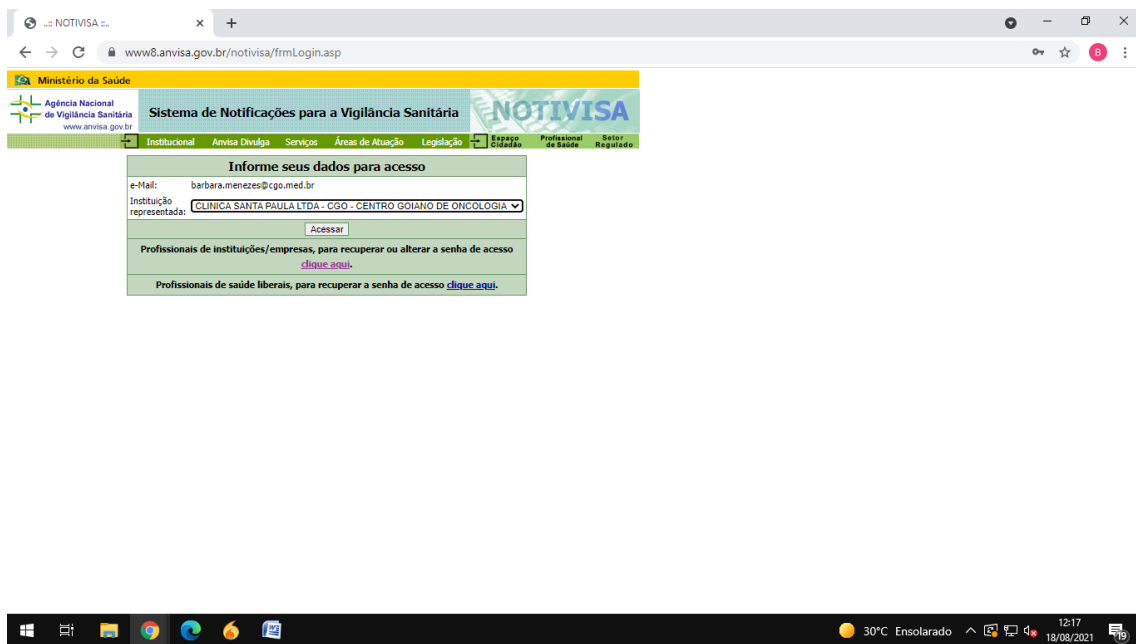 ..:: NOTIVISA ::..
www8.anvisa.gov.br/notivisa/frmLogin.asp
B
Ministério da Saúde
Agência Nacional
de Vigilância Sanitária
www.anvisa.gov.br
Sistema de Notificações para a Vigilância Sanitária
NOTIVISA
Institucional Anvisa Divulga Serviços Áreas de Atuação Legislação
Espaço
Cidadão
Profissional
de Saúde
Setor
Regulado
Informe seus dados para acesso
e-Mail: barbara.menezes@cgo.med.br
Instituição
representada:
CLINICA SANTA PAULA LTDA - CGO - CENTRO GOIANO DE ONCOLOGIA
Acessar
Profissionais de instituições/empresas, para recuperar ou alterar a senha de acesso
clique aqui.
Profissionais de saúde liberais, para recuperar a senha de acesso clique aqui.
30°C Ensolarado
12:17
18/08/2021
19